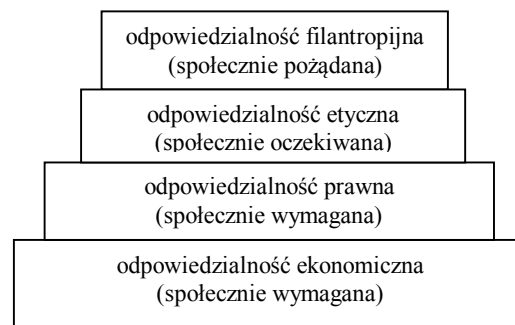 odpowiedzialność filantropijna
(społecznie pożądana)
odpowiedzialność etyczna
(społecznie oczekiwana)
odpowiedzialność prawna
(społecznie wymagana)
odpowiedzialność ekonomiczna
(społecznie wymagana)